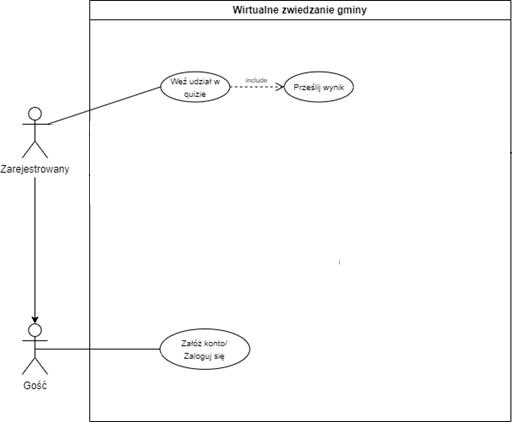 Wirtualne zwiedzanie gminy
Weź udział w
quizie
include
Prześlij wynik
Zarejestrowany
Załóż konto/
Zaloguj się
Gość